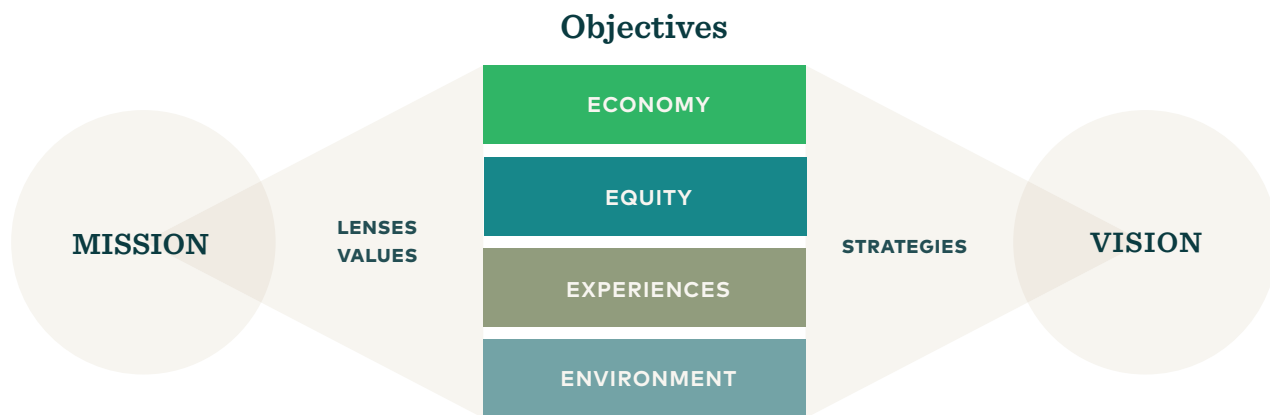 Objectives
MISSION
LENSES
VALUES
ECONOMY
EQUITY
EXPERIENCES
ENVIRONMENT
STRATEGIES
VISION